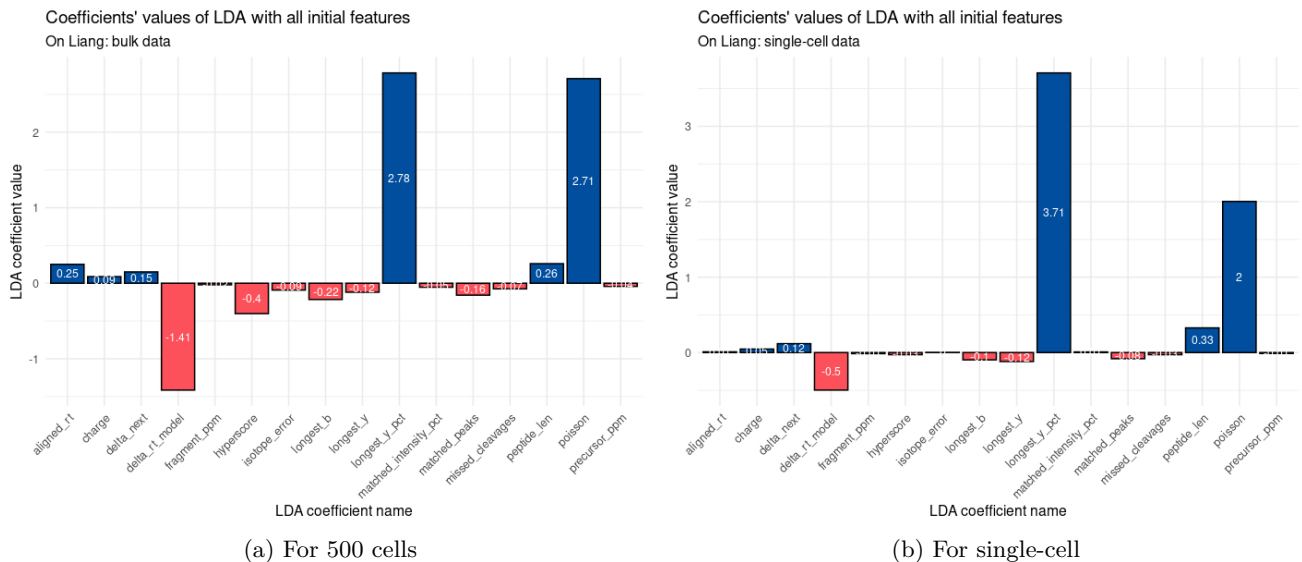 Coefficients' values of LDA with all initial features
On Liang: bulk data
LDA coefficient value
2
1
0
-1
0.25
0.09
0.15
-1.41
-0.4
-0.09
-0.22
-0.12
2.78
-0.05
-0.16
-0.07
0.26
2.71
-0.04
aligned_rt
charge
delta_next
delta_rt_model
fragment_ppm
hyperscore
isotope_error
longest_b
longest_y
longest_y_pct
matched_intensity_pct
matched_peaks
missed_cleavages
peptide_len
poisson
precursor_ppm
LDA coefficient name
(a) For 500 cells
Coefficients' values of LDA with all initial features
On Liang: single-cell data
LDA coefficient value
3
2
1
0
0.05
0.12
-0.5
-0.1
-0.12
3.71
-0.08
0.33
2
aligned_rt
charge
delta_next
delta_rt_model
fragment_ppm
hyperscore
isotope_error
longest_b
longest_y
longest_y_pct
matched_intensity_pct
matched_peaks
missed_cleavages
peptide_len
poisson
precursor_ppm
LDA coefficient name
(b) For single-cell